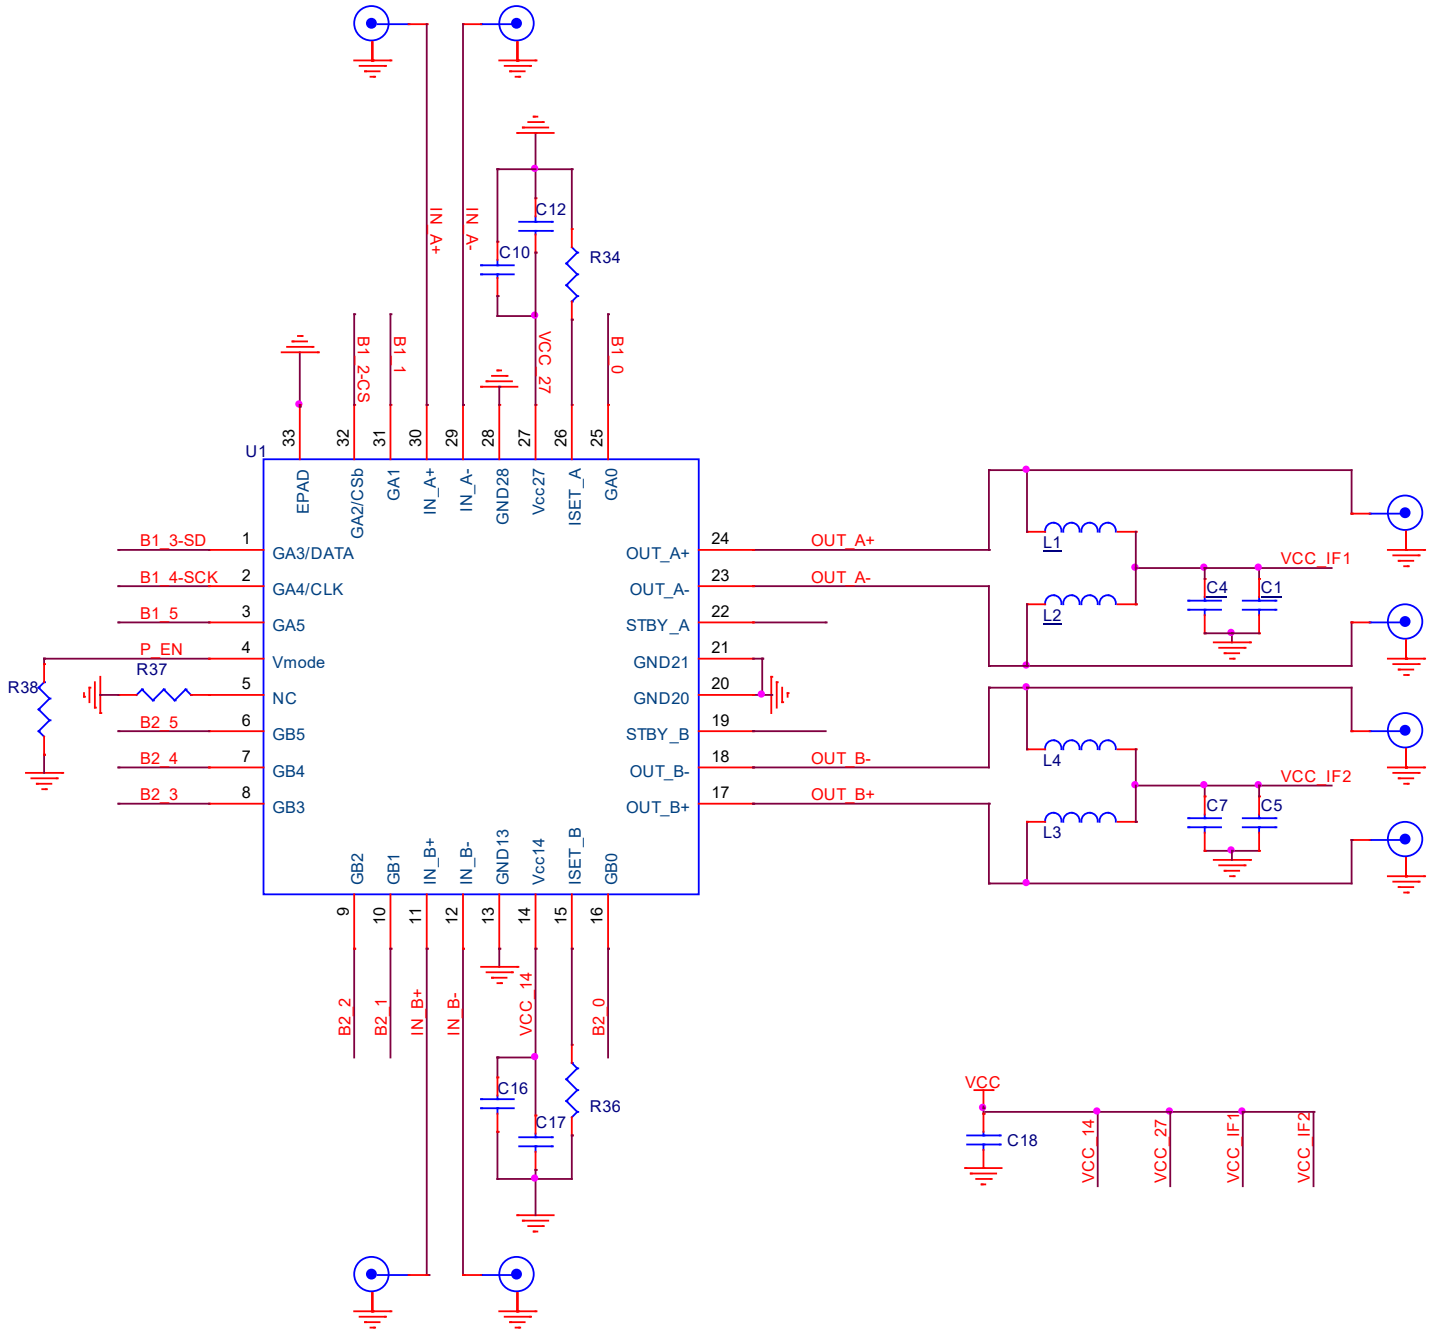 IN_A+
IN_A-
C12
C10
R34
B1_2-CS
B1_1
VCC_27
B1_0
33
32
31
30
29
28
27
26
25
U1
EPAD
GA2/CSb
GA1
IN_A+
IN_A-
GND28
Vcc27
ISET_A
GA0
B1_3-SD
1
GA3/DATA
B1_4-SCK
2
GA4/CLK
B1_5
3
GA5
P_EN
4
Vmode
R38
R37
5
NC
B2_5
6
GB5
B2_4
7
GB4
B2_3
8
GB3
OUT_A+
24
OUT_A+
OUT_A-
23
OUT_A-
STBY_A
22
GND21
21
GND20
20
STBY_B
19
OUT_B-
18
OUT_B-
OUT_B+
17
OUT_B+
L1
L2
VCC_IF1
C4
C1
L4
L3
VCC_IF2
C7
C5
GB2
GB1
IN_B+
IN_B-
GND13
Vcc14
ISET_B
GB0
9
10
11
12
13
14
15
16
B2_2
B2_1
IN_B+
IN_B-
VCC_14
B2_0
C16
C17
R36
VCC
C18
VCC_14
VCC_27
VCC_IF1
VCC_IF2